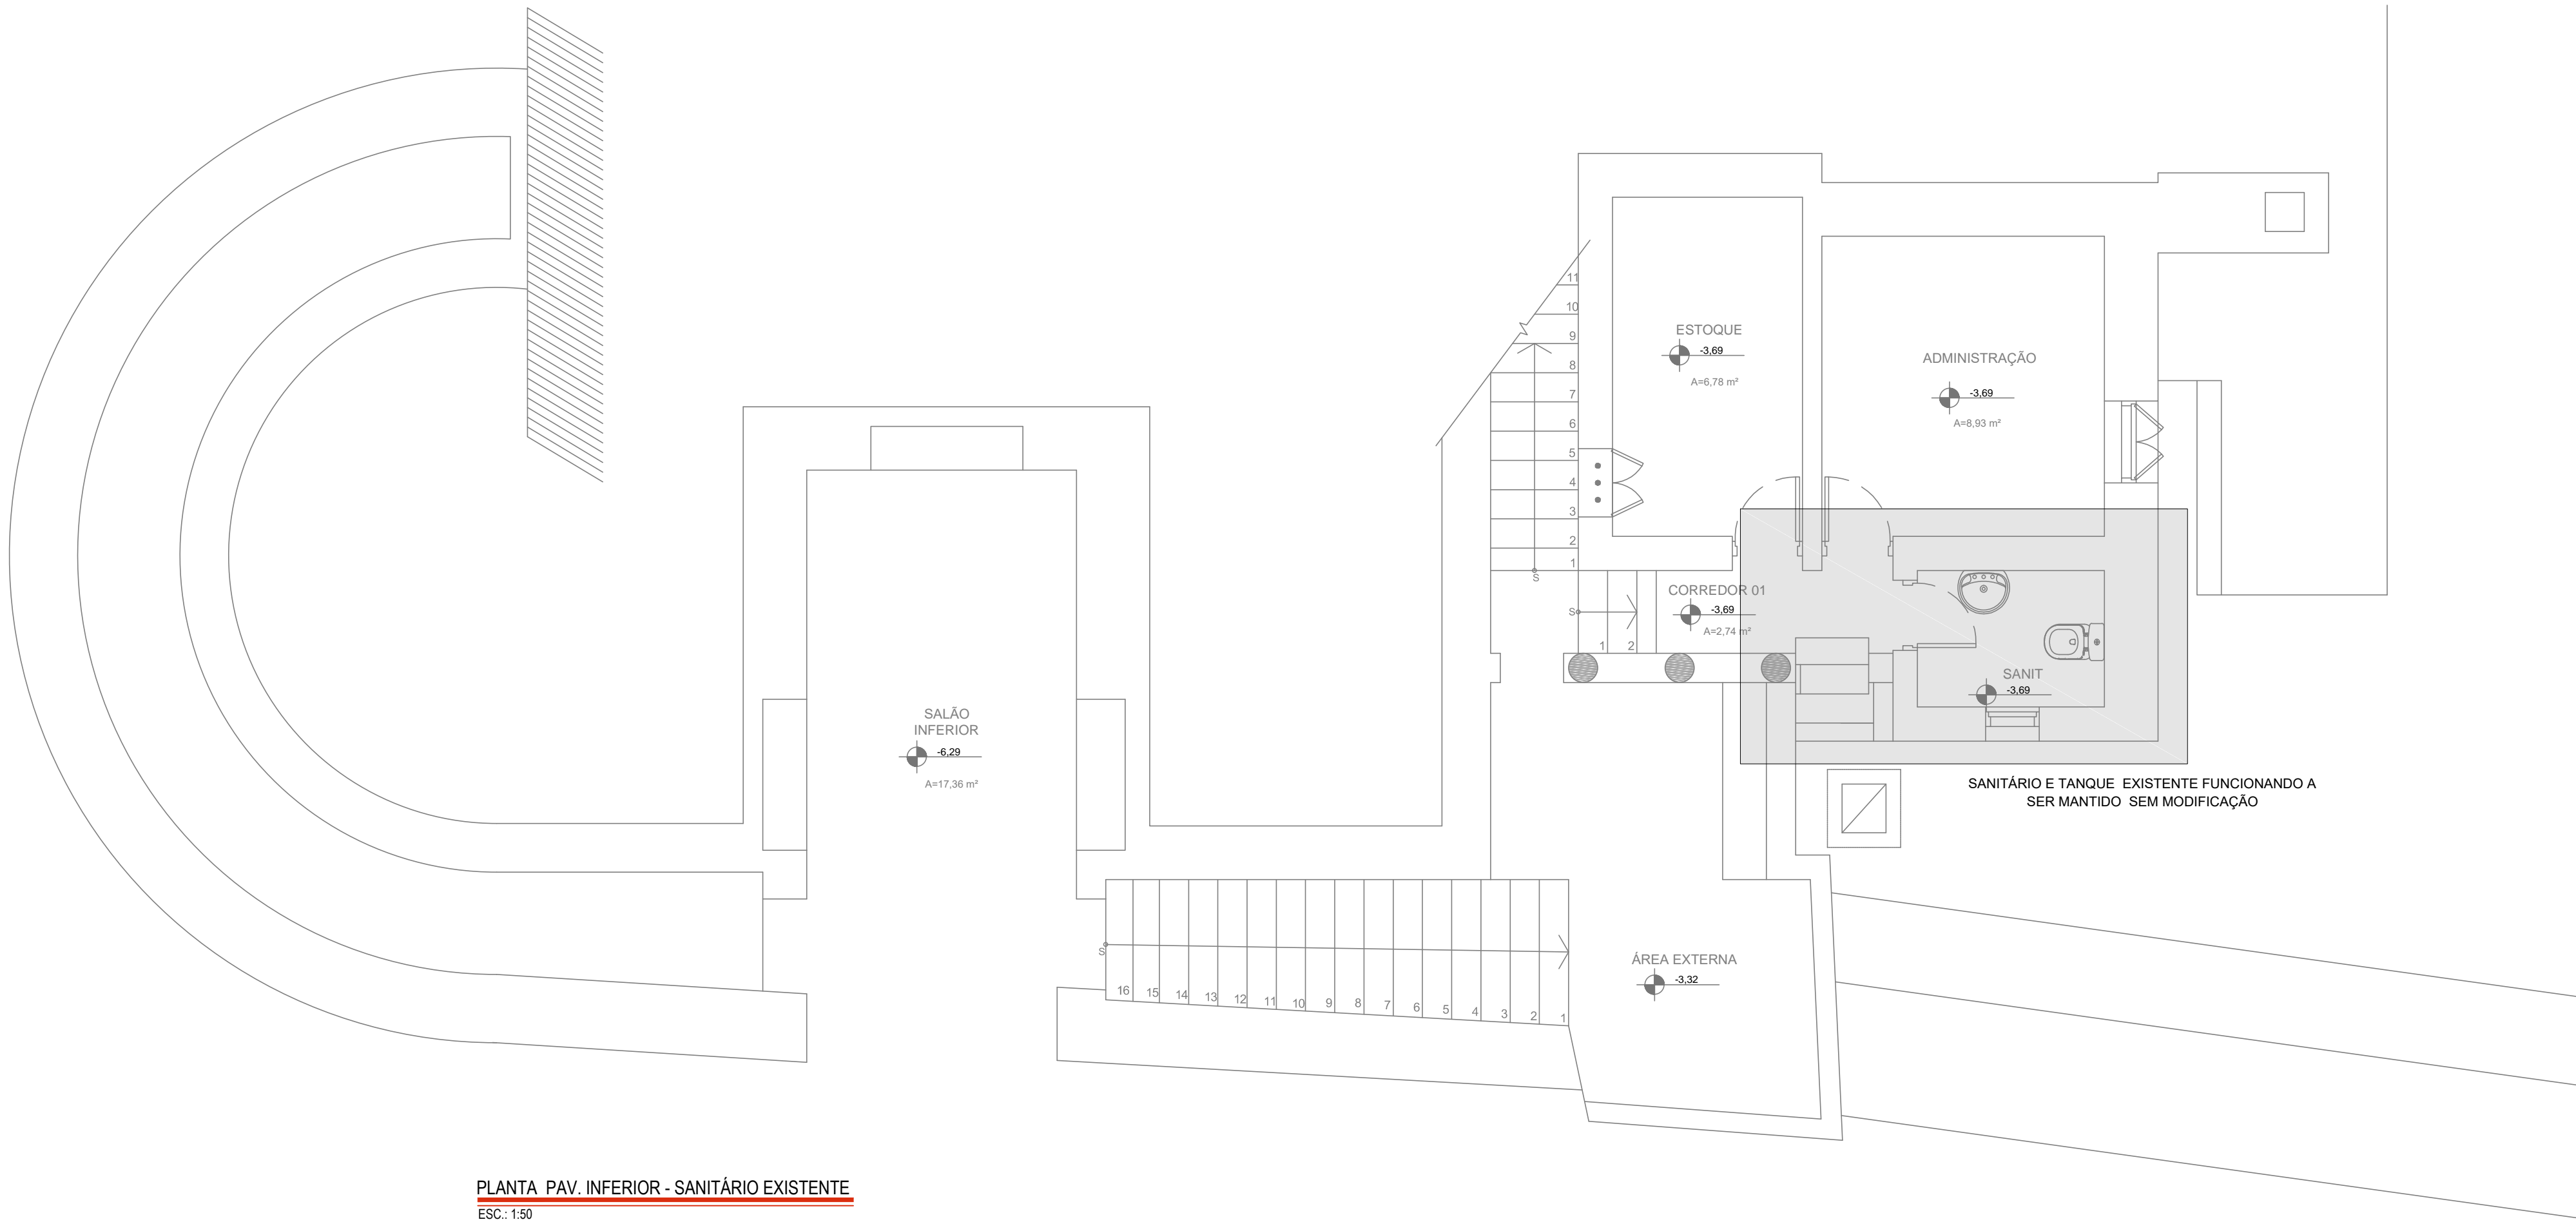 11
10
9
8
7
6
5
4
3
2
1
S
ESTOQUE
-3,69
A=6,78 m²
ADMINISTRAÇÃO
-3,69
A=8,93 m²
CORREDOR 01
-3,69
A=2,74 m²
S
1
2
SANIT
-3,69
SANITÁRIO E TANQUE EXISTENTE FUNCIONANDO A
SER MANTIDO SEM MODIFICAÇÃO
SALÃO
INFERIOR
-6,29
A=17,36 m²
S
16 15 14 13 12 11 10 9 8 7 6 5 4 3 2 1
ÁREA EXTERNA
-3,32
PLANTA PAV. INFERIOR - SANITÁRIO EXISTENTE
ESC.: 1:50